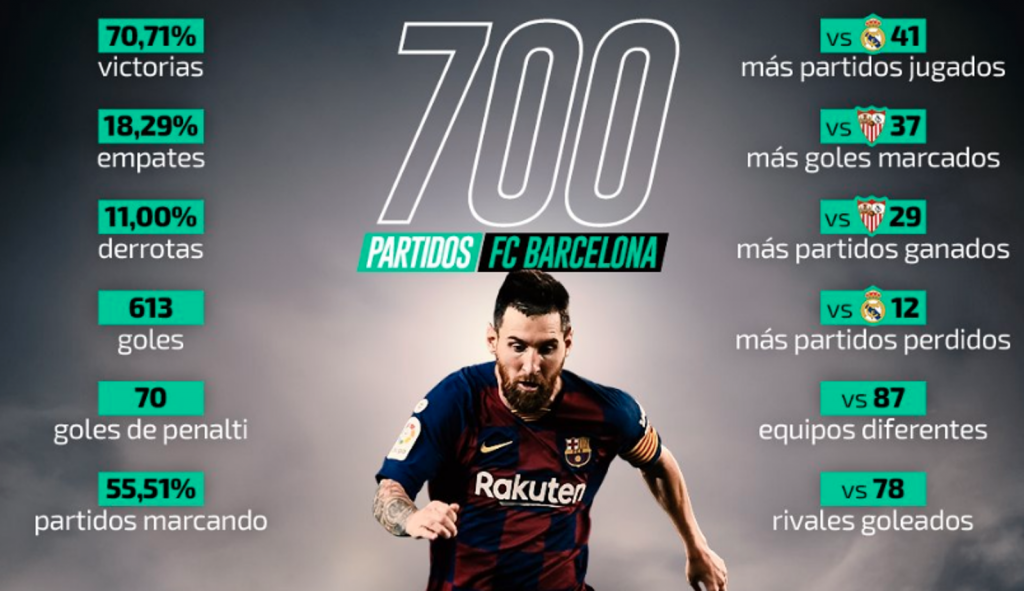 700
PARTIDOS FC BARCELONA
70,71%
victorias
18,29%
empates
11,00%
derrotas
613
goles
70
goles de penalti
55,51%
partidos marcando
vs 41
más partidos jugados
vs 37
más goles marcados
vs 29
más partidos ganados
vs 12
más partidos perdidos
vs 87
equipos diferentes
vs 78
rivales goleados
Rakuten